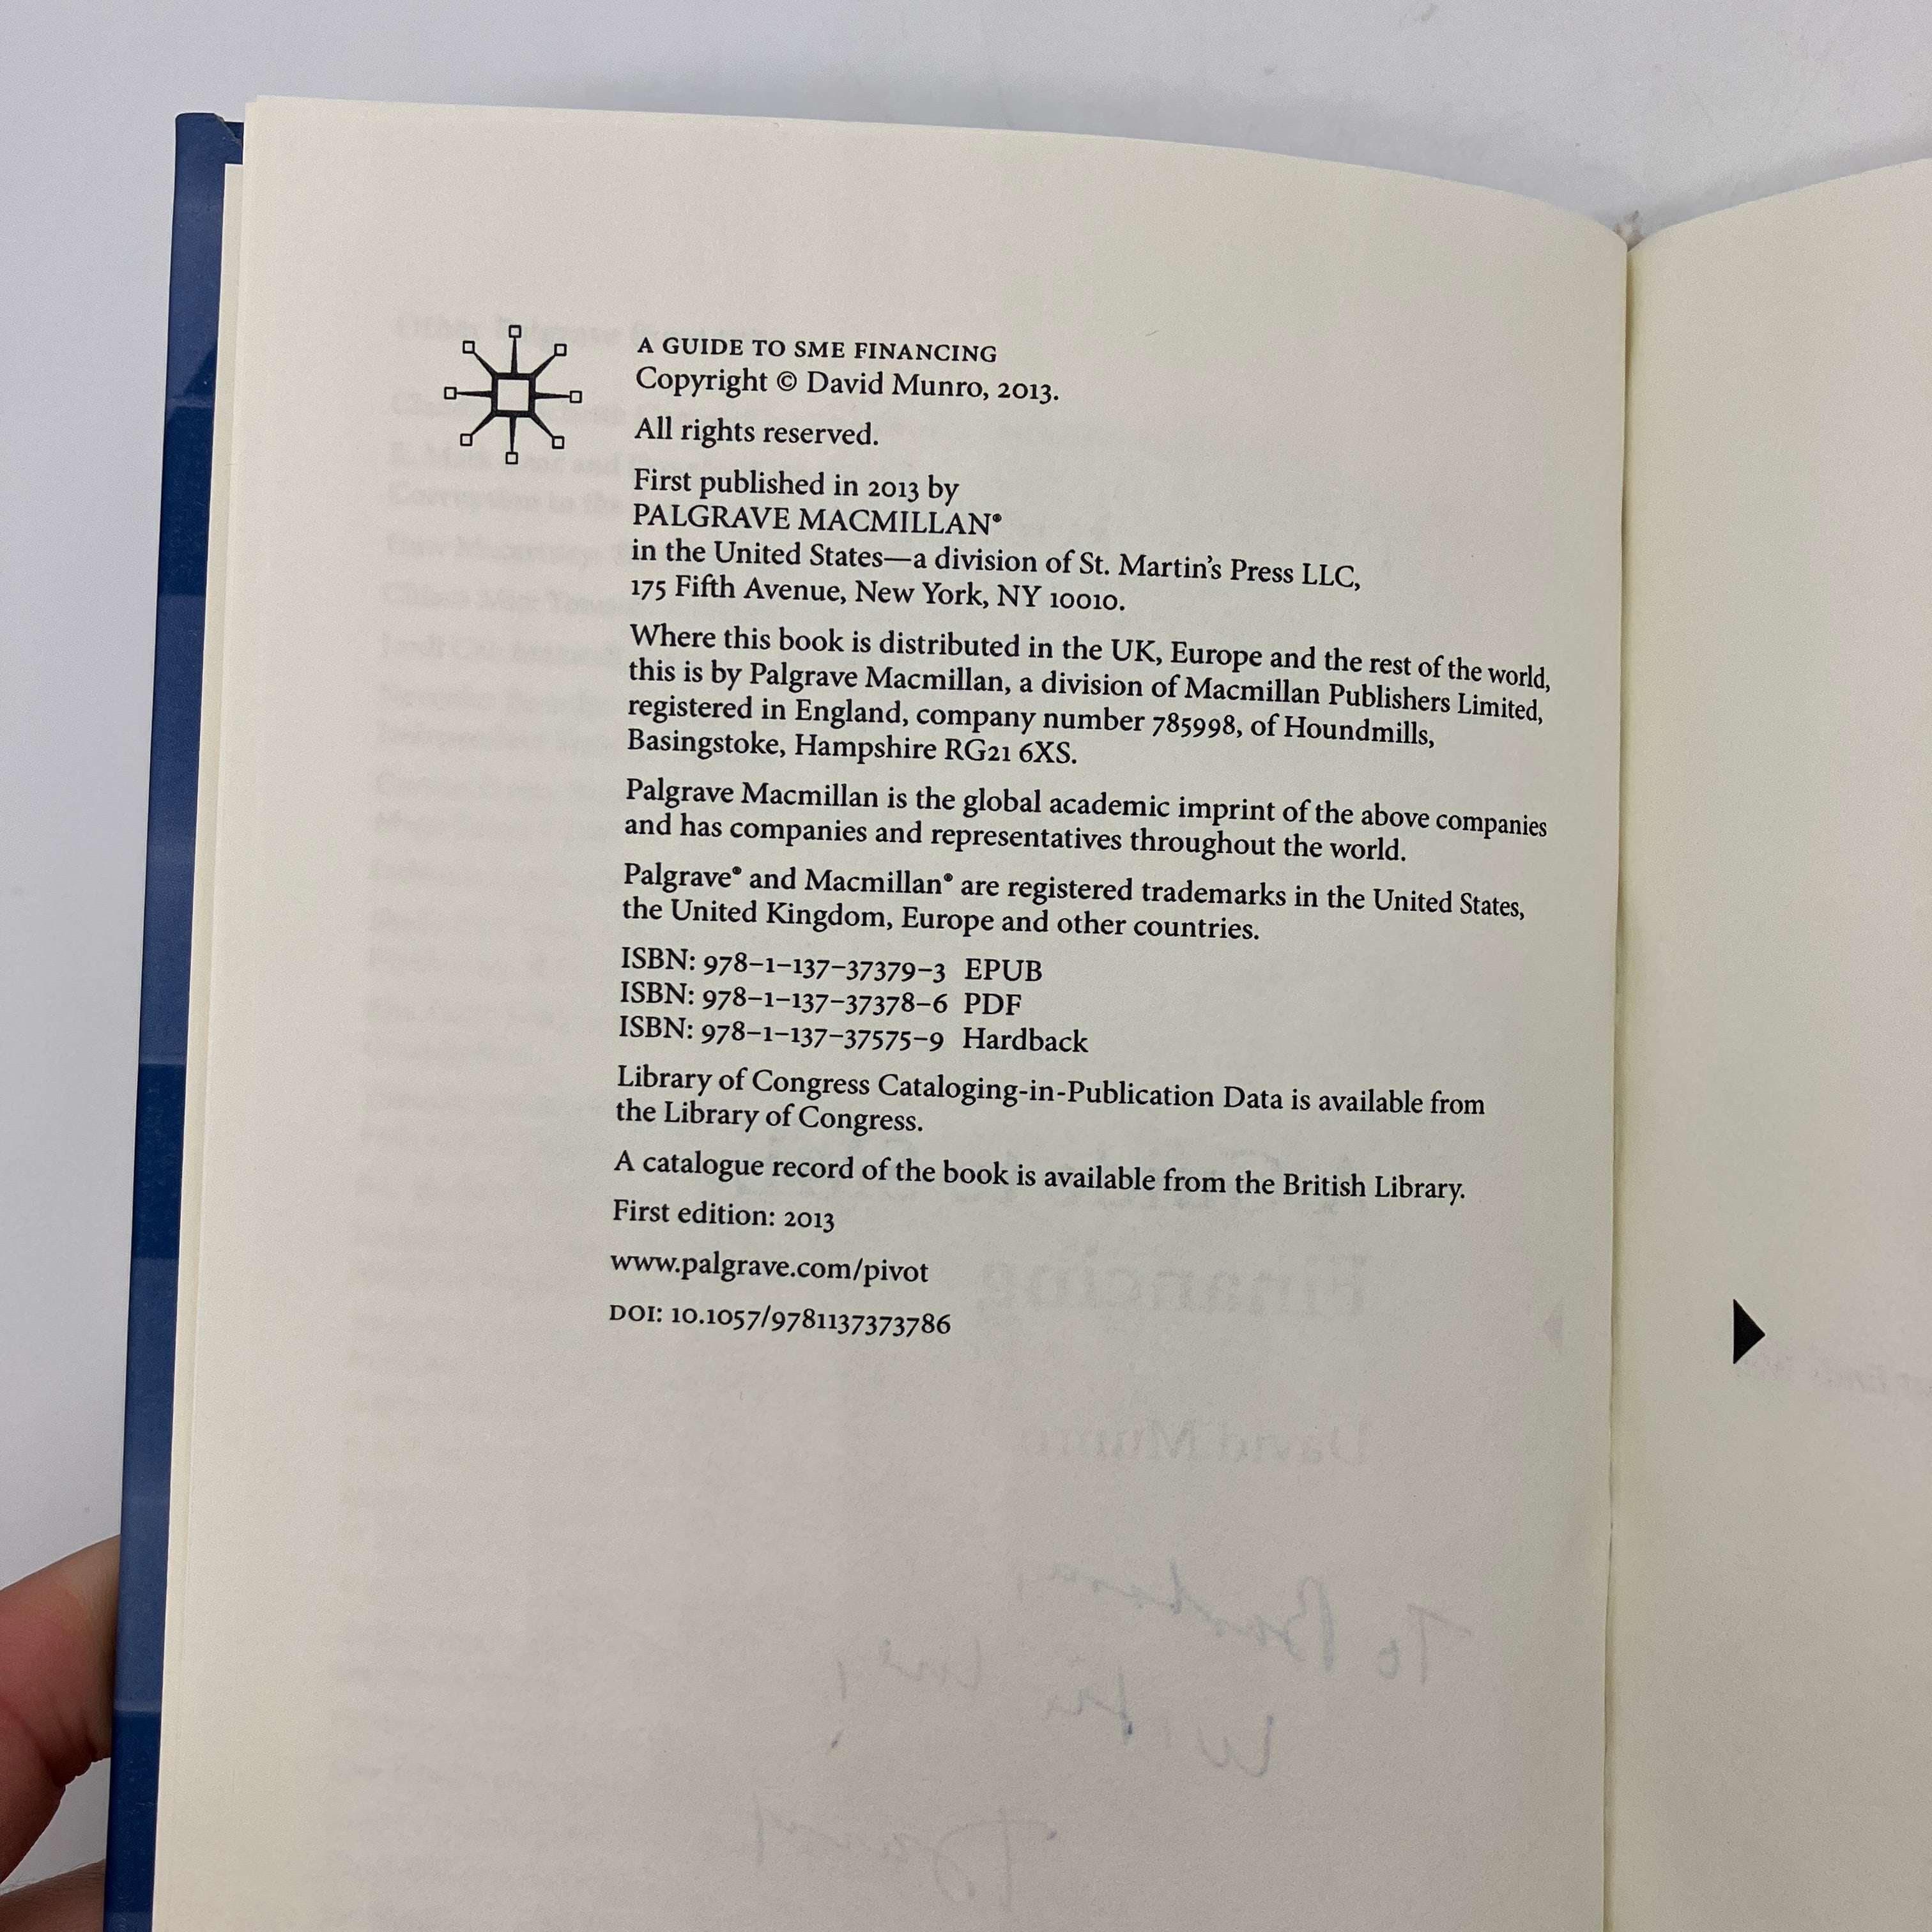 A GUIDE TO SME FINANCING
Copyright © David Munro, 2013.
All rights reserved.
First published in 2013 by
PALGRAVE MACMILLAN®
in the United States—a division of St. Martin's Press LLC,
175 Fifth Avenue, New York, NY 10010.
Where this book is distributed in the UK, Europe and the rest of the world,
this is by Palgrave Macmillan, a division of Macmillan Publishers Limited,
registered in England, company number 785998, of Houndmills,
Basingstoke, Hampshire RG21 6XS.
Palgrave Macmillan is the global academic imprint of the above companies
and has companies and representatives throughout the world.
Palgrave® and Macmillan® are registered trademarks in the United States,
the United Kingdom, Europe and other countries.
ISBN: 978–1–137–37379–3 EPUB
ISBN: 978–1–137–37378–6 PDF
ISBN: 978–1–137–37575–9 Hardback
Library of Congress Cataloging-in-Publication Data is available from
the Library of Congress.
A catalogue record of the book is available from the British Library.
First edition: 2013
www.palgrave.com/pivot
DOI: 10.1057/9781137373786
Financing
David Munro